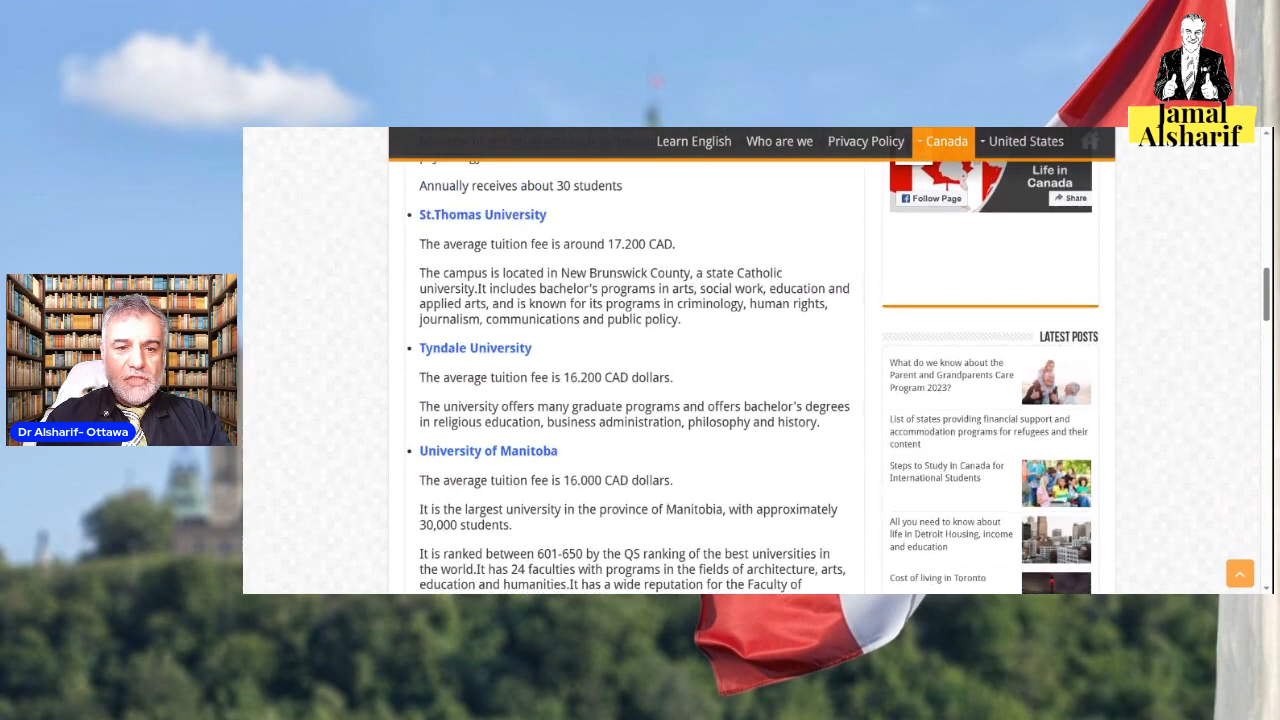 Jamal
Alsharif
Learn English
Who are we
Privacy Policy
Canada
United States
Annually receives about 30 students
St.Thomas University
The average tuition fee is around 17.200 CAD.
The campus is located in New Brunswick County, a state Catholic
university.It includes bachelor's programs in arts, social work, education and
applied arts, and is known for its programs in criminology, human rights,
journalism, communications and public policy.
Tyndale University
The average tuition fee is 16.200 CAD dollars.
The university offers many graduate programs and offers bachelor's degrees
in religious education, business administration, philosophy and history.
University of Manitoba
The average tuition fee is 16.000 CAD dollars.
It is the largest university in the province of Manitoba, with approximately
30,000 students.
It is ranked between 601-650 by the QS ranking of the best universities in
the world.It has 24 faculties with programs in the fields of architecture, arts,
education and humanities.It has a wide reputation for the Faculty of
Life in
Canada
Follow Page
Share
LATEST POSTS
What do we know about the
Parent and Grandparents Care
Program 2023?
List of states providing financial support and
accommodation programs for refugees and their
content
Steps to Study in Canada for
International Students
All you need to know about
life in Detroit Housing, income
and education
Cost of living in Toronto
Dr Alsharif- Ottawa